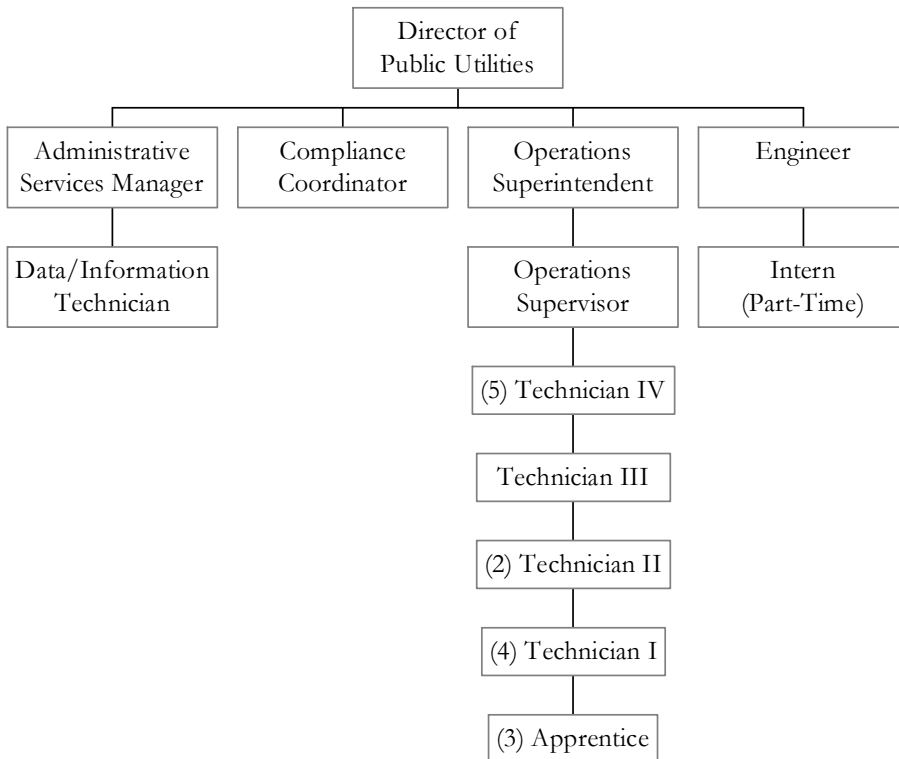 Director of
Public Utilities
Administrative
Services Manager
Compliance
Coordinator
Operations
Superintendent
Engineer
Data/Information
Technician
Operations
Supervisor
Intern
(Part-Time)
(5) Technician IV
Technician III
(2) Technician II
(4) Technician I
(3) Apprentice